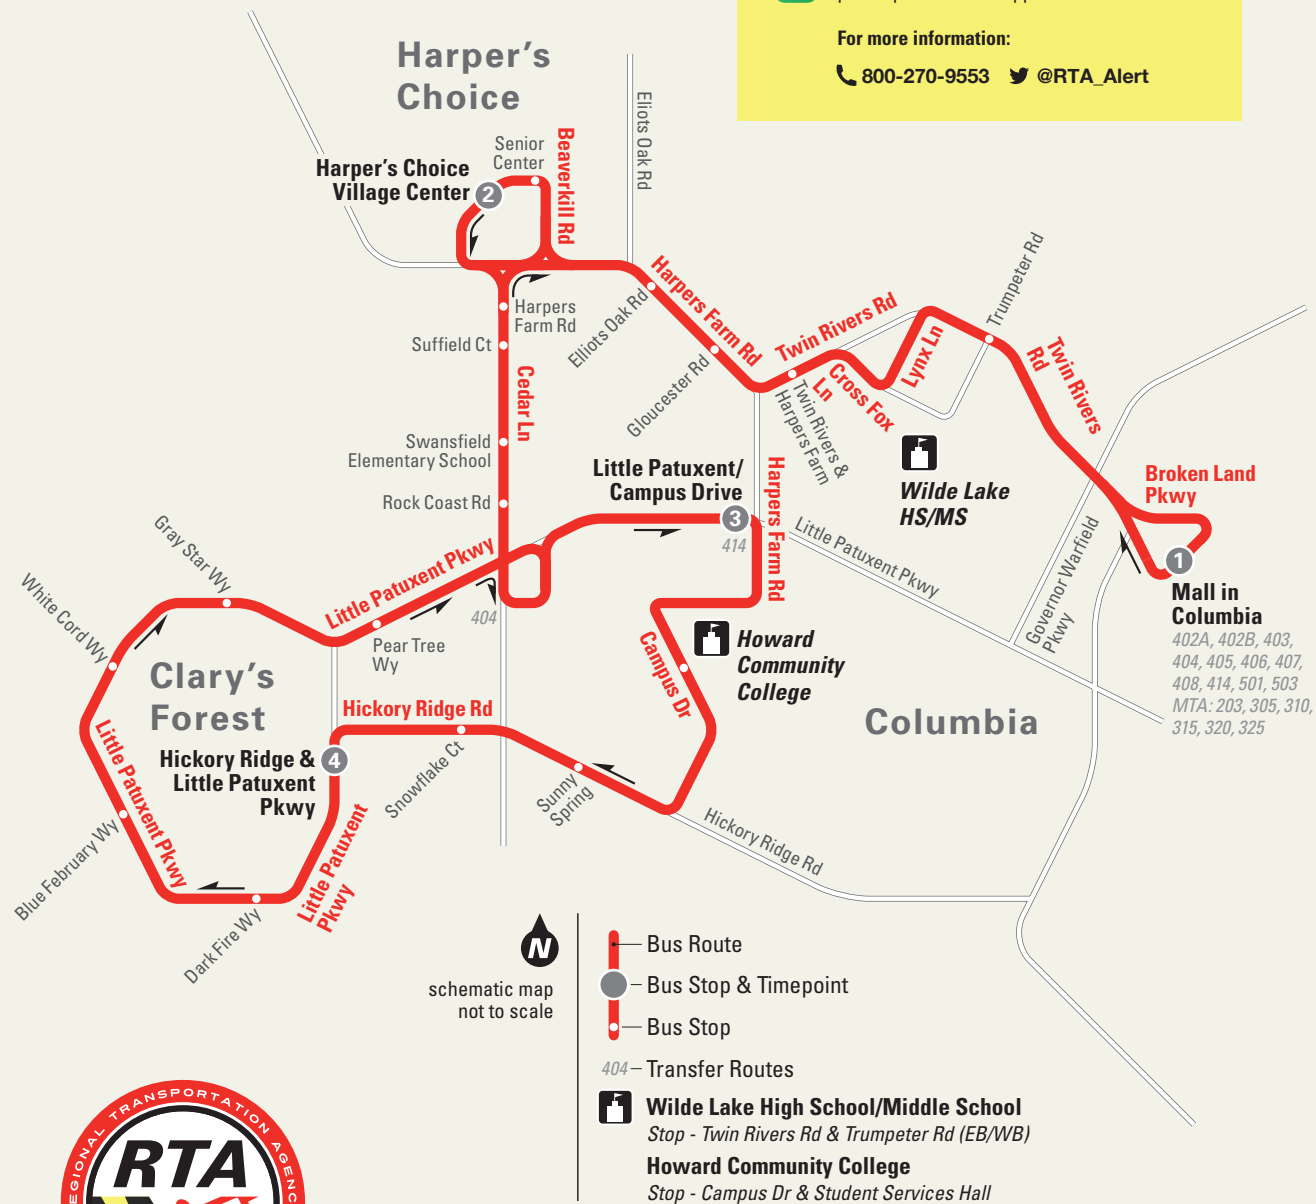 For more information:
800-270-9553 @RTA_Alert
Harper's
Choice
Eliots Oak Rd
Senior
Center
Beaverkill Rd
Harper's Choice
Village Center
2
Harpers
Farm Rd
Elliots Oak Rd
Harpers Farm Rd
Suffield Ct
Gloucester Rd
Cedar Ln
Swansfield
Elementary School
Rock Coast Rd
Twin Rivers Rd
Twin Rivers &
Harpers Farm
Cross Fox
Ln
Lynx Ln
Trumpeter Rd
Twin Rivers
Rd
Wilde Lake
HS/MS
Broken Land
Pkwy
1
Mall in
Columbia
402A, 402B, 403,
404, 405, 406, 407,
408, 414, 501, 503
MTA: 203, 305, 310,
315, 320, 325
Governor Warfield
Pkwy
Little Patuxent/
Campus Drive
3
414
Harpers Farm Rd
Little Patuxent Pkwy
Little Patuxent Pkwy
404
Pear Tree
Wy
Gray Star Wy
White Cord Wy
Clary's
Forest
Howard
Community
College
Campus Dr
Columbia
Hickory Ridge Rd
Hickory Ridge &
Little Patuxent
Pkwy
4
Snowflake Ct
Sunny
Spring
Hickory Ridge Rd
Little Patuxent Pkwy
Blue February Wy
Dark Fire Wy
Little Patuxent
Pkwy
N
schematic map
not to scale
Bus Route
Bus Stop & Timepoint
Bus Stop
404 Transfer Routes
Wilde Lake High School/Middle School
Stop - Twin Rivers Rd & Trumpeter Rd (EB/WB)
Howard Community College
Stop - Campus Dr & Student Services Hall
TRANSPORTATION
RTA